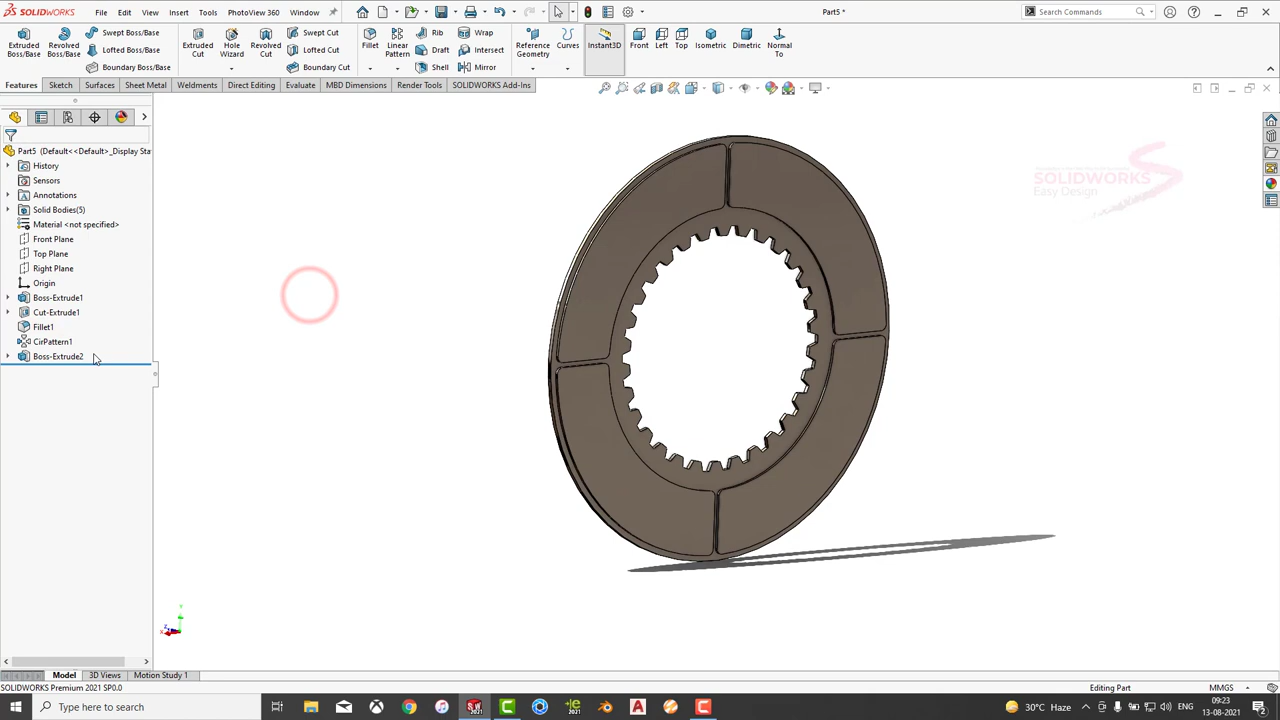 SOLIDWORKS
File
Edit
View
Insert
Tools
PhotoView 360
Window
Part5 *
Search Commands
Extruded Boss/Base
Revolved Boss/Base
Swept Boss/Base
Lofted Boss/Base
Boundary Boss/Base
Extruded Cut
Hole Wizard
Revolved Cut
Swept Cut
Lofted Cut
Boundary Cut
Fillet
Linear Pattern
Rib
Draft
Shell
Wrap
Intersect
Mirror
Reference Geometry
Curves
Instant3D
Front
Left
Top
Isometric
Dimetric
Normal To
Features
Sketch
Surfaces
Sheet Metal
Weldments
Direct Editing
Evaluate
MBD Dimensions
Render Tools
SOLIDWORKS Add-Ins
Part5 (Default<<Default>_Display Sta
History
Sensors
Annotations
Solid Bodies(5)
Material <not specified>
Front Plane
Top Plane
Right Plane
Origin
Boss-Extrude1
Cut-Extrude1
Fillet1
CirPattern1
Boss-Extrude2
SOLIDWORKS
Easy Design
Model
3D Views
Motion Study 1
SOLIDWORKS Premium 2021 SP0.0
Editing Part
MMGS
Type here to search
30°C Haze
09:23
13-08-2021